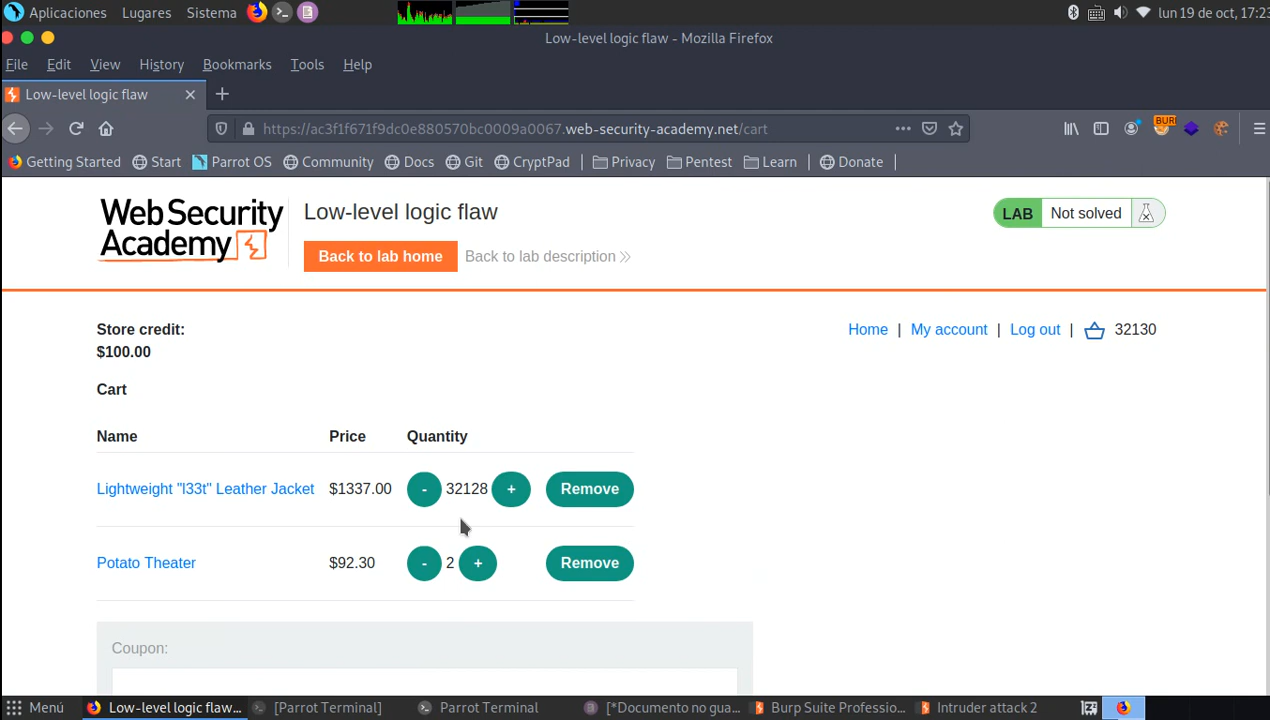 Aplicaciones Lugares Sistema lun 19 de oct, 17:23
Low-level logic flaw - Mozilla Firefox
File Edit View History Bookmarks Tools Help
Low-level logic flaw
https://ac3f1f671f9dc0e880570bc0009a0067.web-security-academy.net/cart
BUR
Getting Started Start Parrot OS Community Docs Git CryptPad Privacy Pentest Learn Donate
Web Security
Academy
Low-level logic flaw
LAB Not solved
Back to lab home Back to lab description
Store credit:
$100.00
Home | My account | Log out | 32130
Cart
Name Price Quantity
Lightweight "l33t" Leather Jacket $1337.00 - 32128 + Remove
Potato Theater $92.30 - 2 + Remove
Coupon:
Menú Low-level logic flaw... [Parrot Terminal] Parrot Terminal [*Documento no gua... Burp Suite Professio... Intruder attack 2